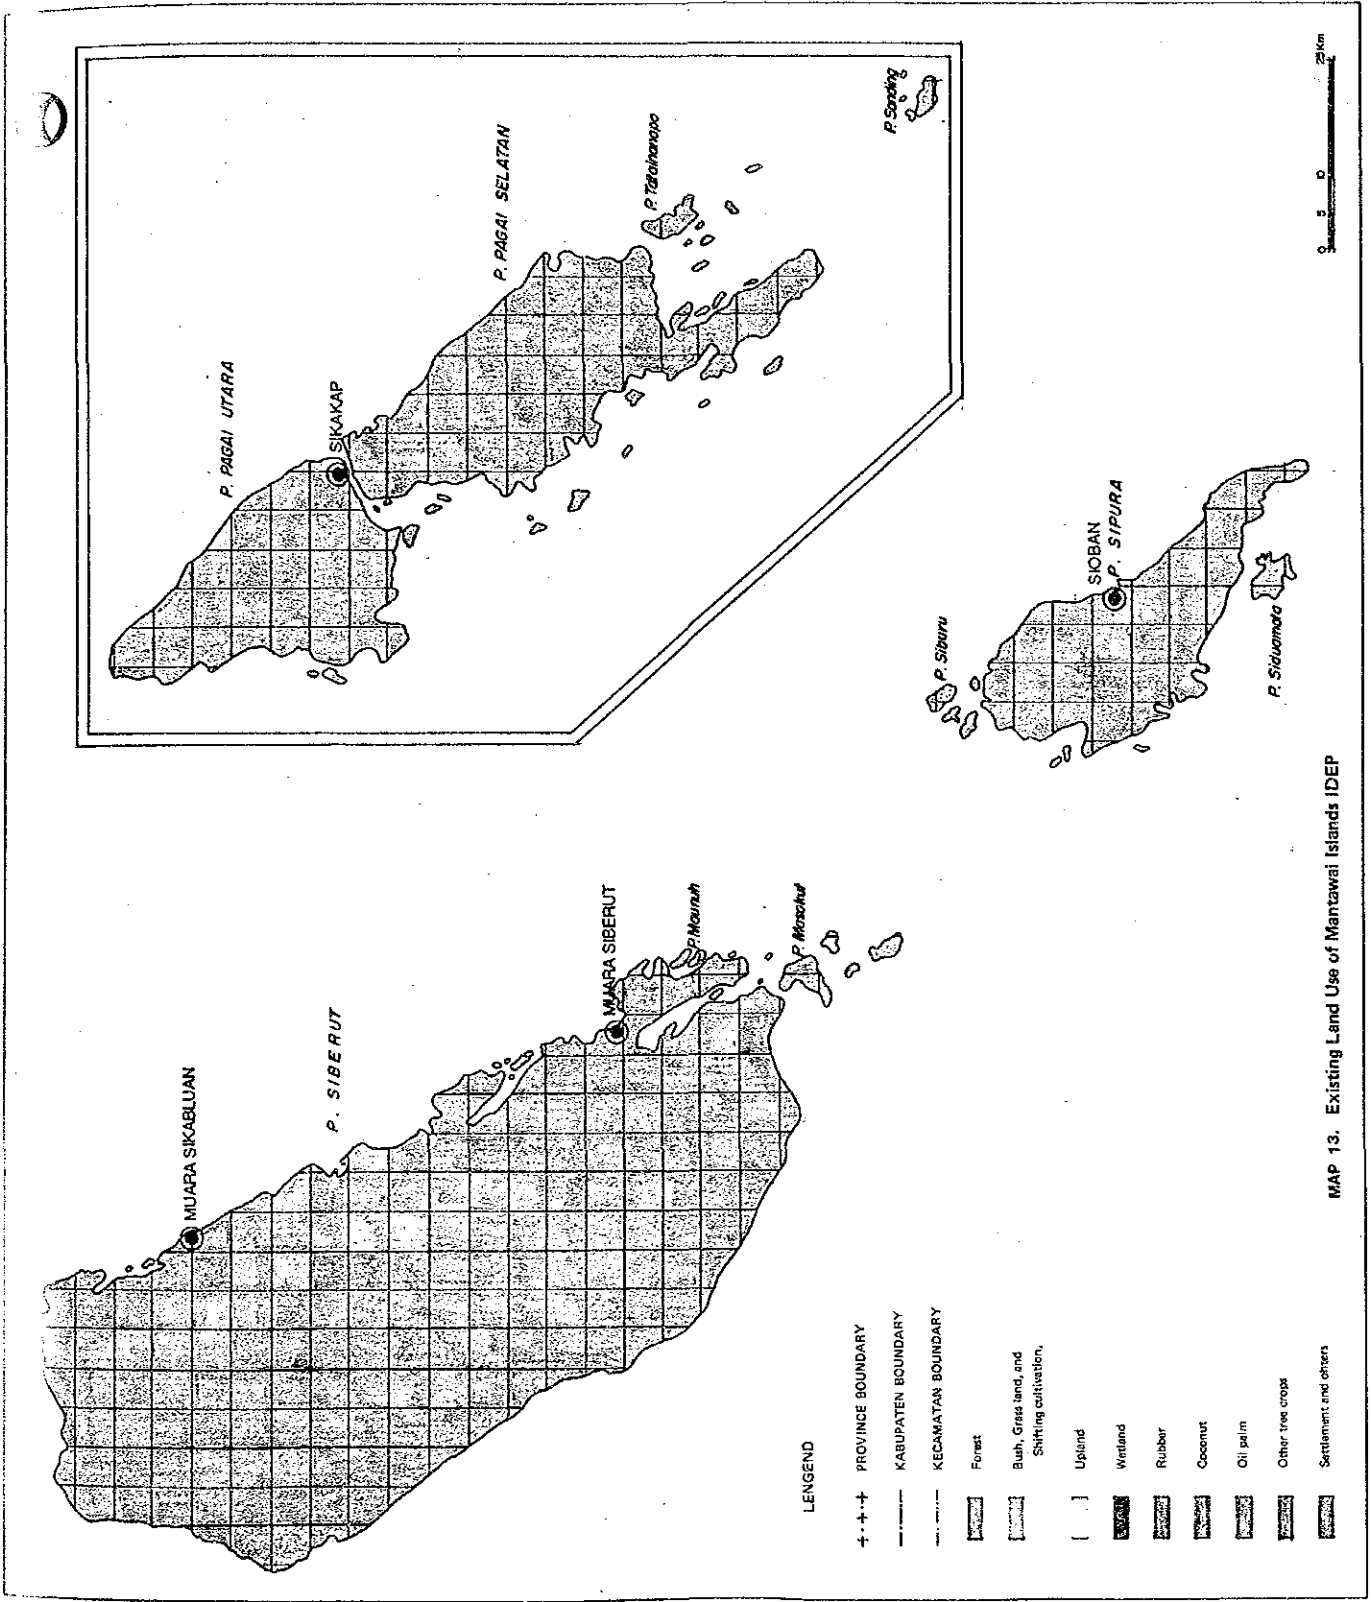 MUARA SIKABLUAN
P. SIBERUT
MUARA SIBERUT
P. Masokut
P. PAGAI UTARA
SIKAKAP
P. PAGAI SELATAN
P. Sanding
P. Siburu
SIOBAN
P. SIPURA
P. Siduamata
LENGEND
PROVINCE BOUNDARY
KABUPATEN BOUNDARY
KECAMATAN BOUNDARY
Forest
Bush, Grass land, and
Shifting cultivation,
Upland
Wetland
Rubber
Coconut
Oil palm
Other tree crops
Settlement and others
0 5 10 25Km
MAP 13. Existing Land Use of Mantawai Islands IDEP